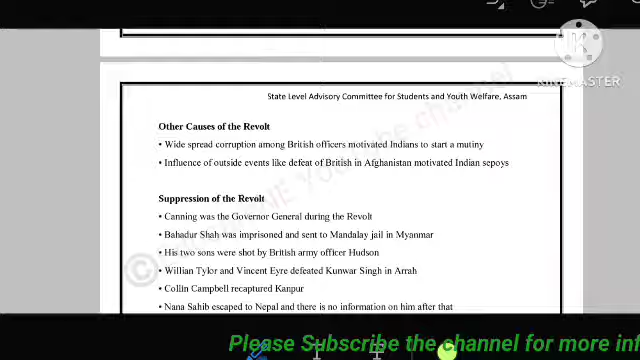 KINEMASTER
State Level Advisory Committee for Students and Youth Welfare, Assam
Other Causes of the Revolt
• Wide spread corruption among British officers motivated Indians to start a mutiny
• Influence of outside events like defeat of British in Afghanistan motivated Indian sepoys
Suppression of the Revolt
• Canning was the Governor General during the Revolt
• Bahadur Shah was imprisoned and sent to Mandalay jail in Myanmar
• His two sons were shot by British army officer Hudson
• Willian Tylor and Vincent Eyre defeated Kunwar Singh in Arrah
• Collin Campbell recaptured Kanpur
• Nana Sahib escaped to Nepal and there is no information on him after that
Please Subscribe the channel for more inf